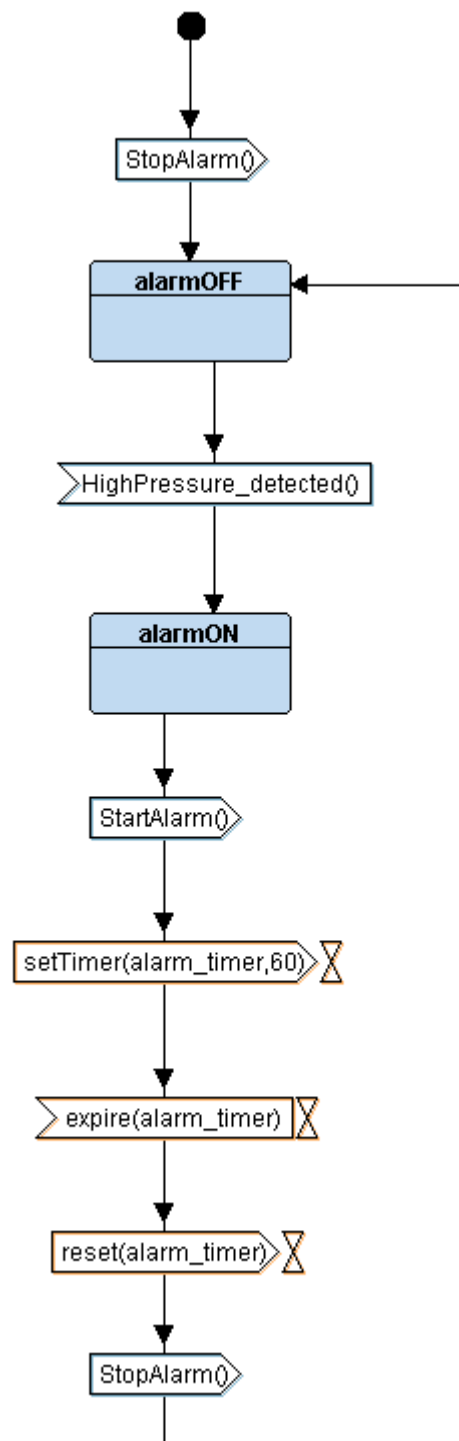 StopAlarm()
alarmOFF
HighPressure_detected()
alarmON
StartAlarm()
setTimer(alarm_timer,60)
expire(alarm_timer)
reset(alarm_timer)
StopAlarm()